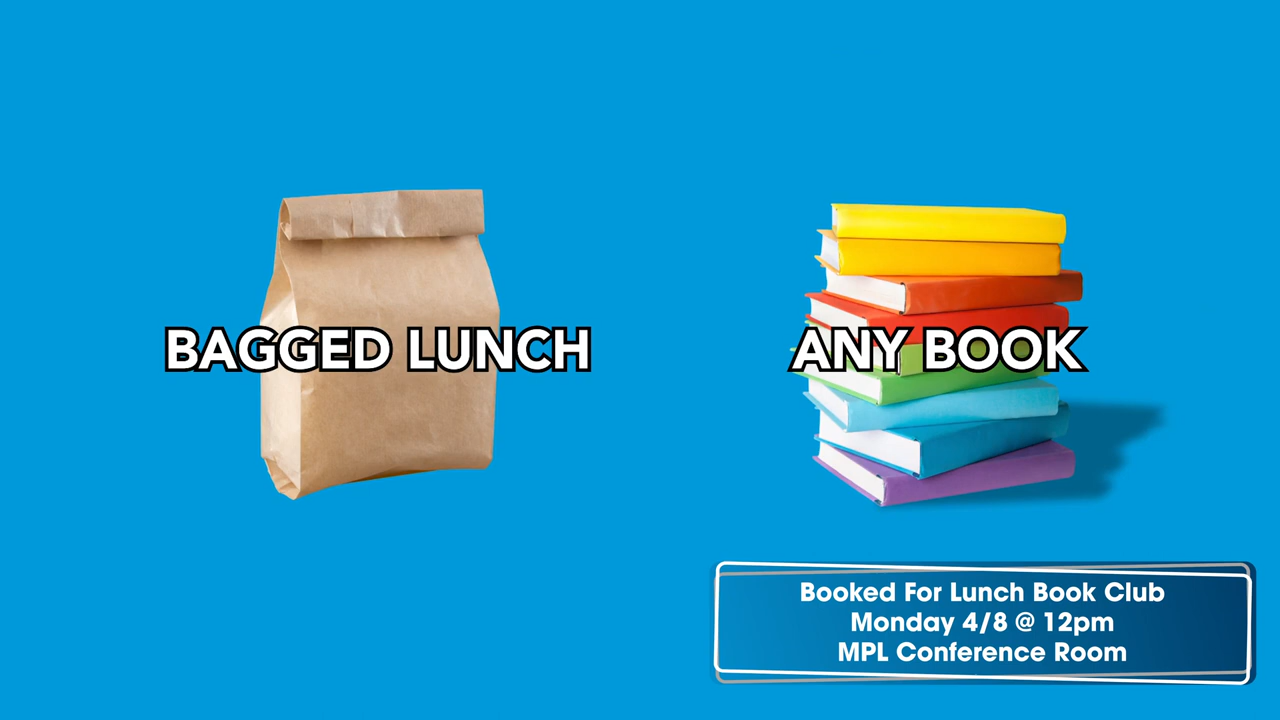 BAGGED LUNCH
ANY BOOK
Booked For Lunch Book Club
Monday 4/8 @ 12pm
MPL Conference Room